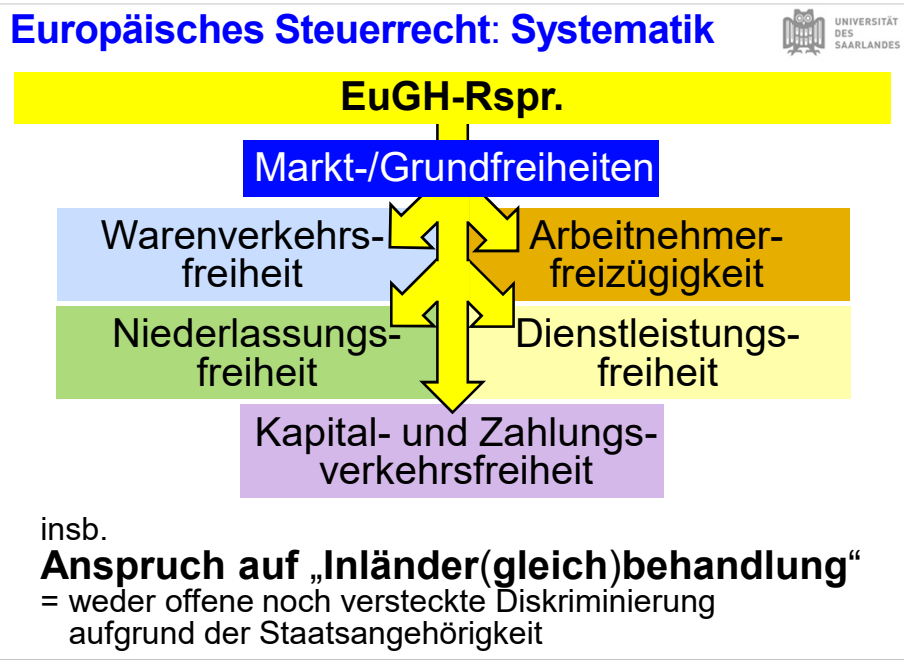 Europäisches Steuerrecht: Systematik
UNIVERSITÄT
DES
SAARLANDES
EuGH-Rspr.
Markt-/Grundfreiheiten
Warenverkehrs-
freiheit
Arbeitnehmer-
freizügigkeit
Niederlassungs-
freiheit
Dienstleistungs-
freiheit
Kapital- und Zahlungs-
verkehrsfreiheit
insb.
Anspruch auf „Inländer(gleich)behandlung“
= weder offene noch versteckte Diskriminierung
aufgrund der Staatsangehörigkeit